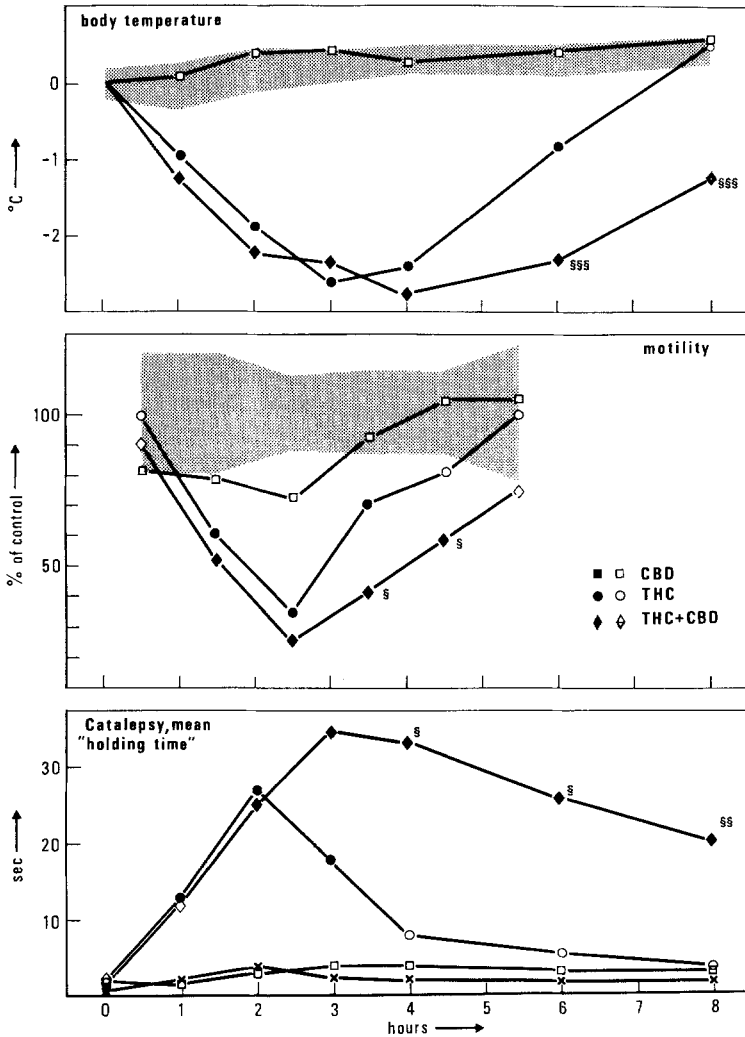 body temperature
0
-1
-2
°C
§§§
§§§
motility
100
50
% of control
§
§
CBD
THC
THC+CBD
Catalepsy, mean
"holding time"
30
20
10
sec
§
§
§§
0 1 2 3 4 5 6 7 8
hours